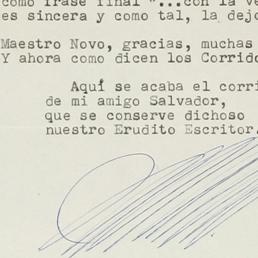 como frase final "...con la ve
es sincera y como tal, la dejo
Maestro Novo, gracias, muchas
Y ahora como dicen los Corrido
Aquí se acaba el corri
de mi amigo Salvador,
que se conserve dichoso
nuestro Erudito Escritor.